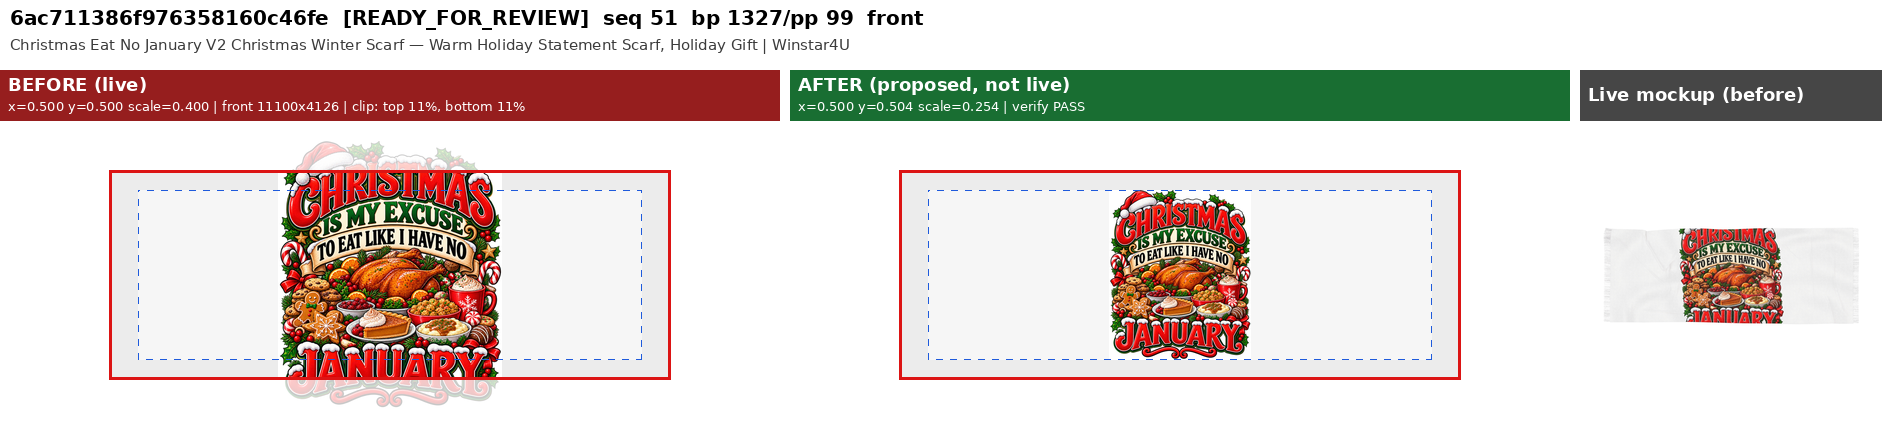 6ac711386f976358160c46fe [READY_FOR_REVIEW] seq 51 bp 1327/pp 99 front
Christmas Eat No January V2 Christmas Winter Scarf — Warm Holiday Statement Scarf, Holiday Gift | Winstar4U
BEFORE (live)
x=0.500 y=0.500 scale=0.400 | front 11100x4126 | clip: top 11%, bottom 11%
AFTER (proposed, not live)
x=0.500 y=0.504 scale=0.254 | verify PASS
Live mockup (before)
CHRISTMAS
IS MY EXCUSE
TO EAT LIKE I HAVE NO
JANUARY
CHRISTMAS
IS MY EXCUSE
TO EAT LIKE I HAVE NO
JANUARY
CHRISTMAS
IS MY EXCUSE
TO EAT LIKE I HAVE NO
JANUARY